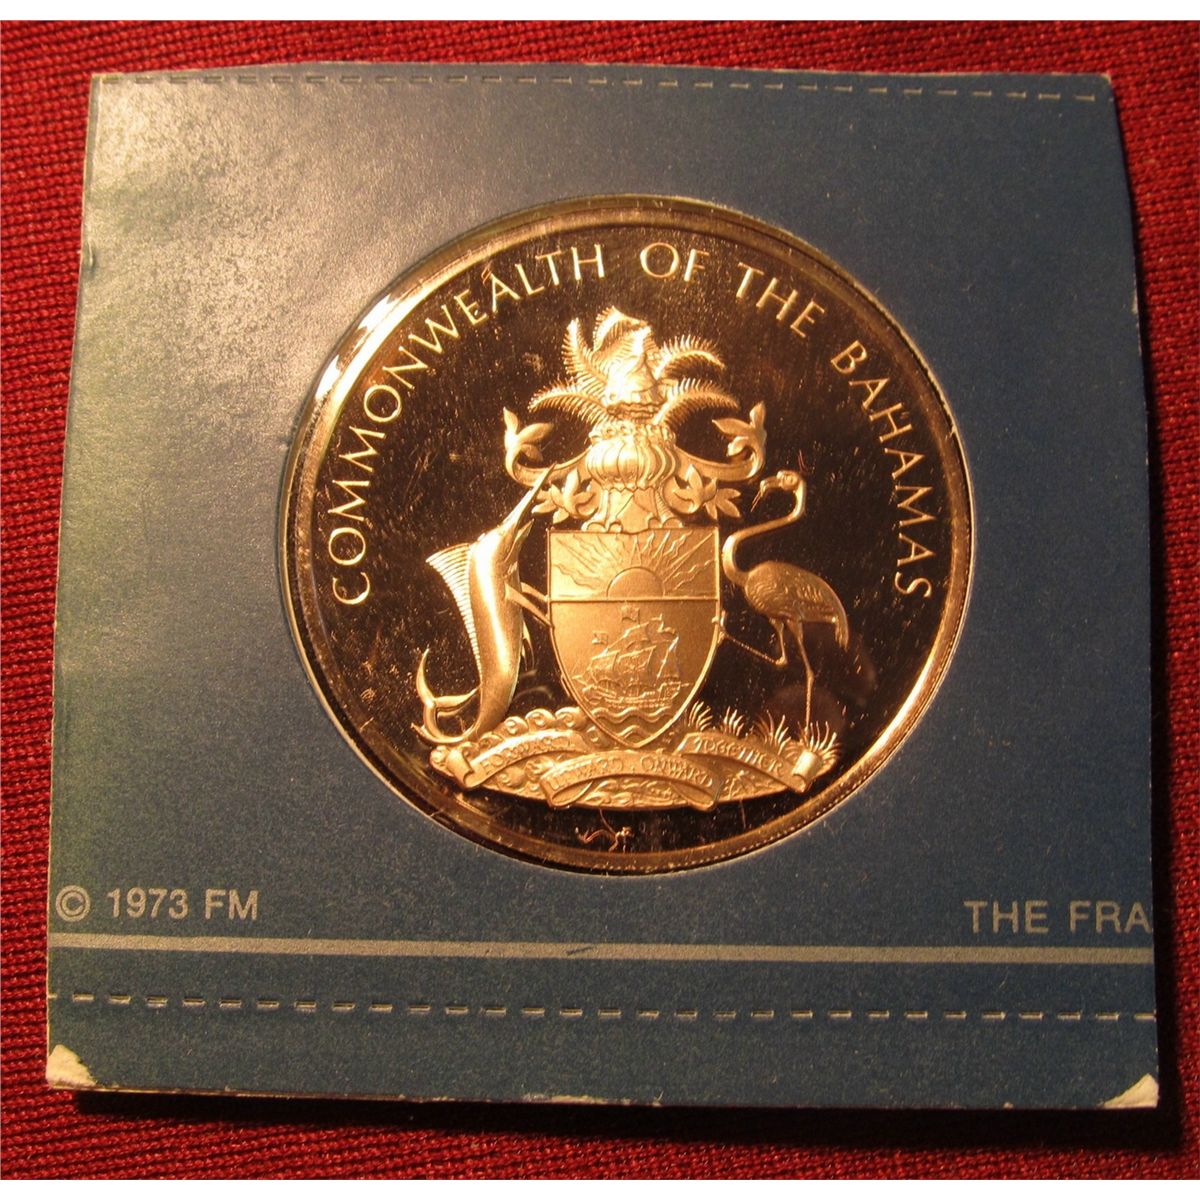 COMMONWEALTH OF THE BAHAMAS
FORWARD UPWARD ONWARD TOGETHER
© 1973 FM
THE FRA